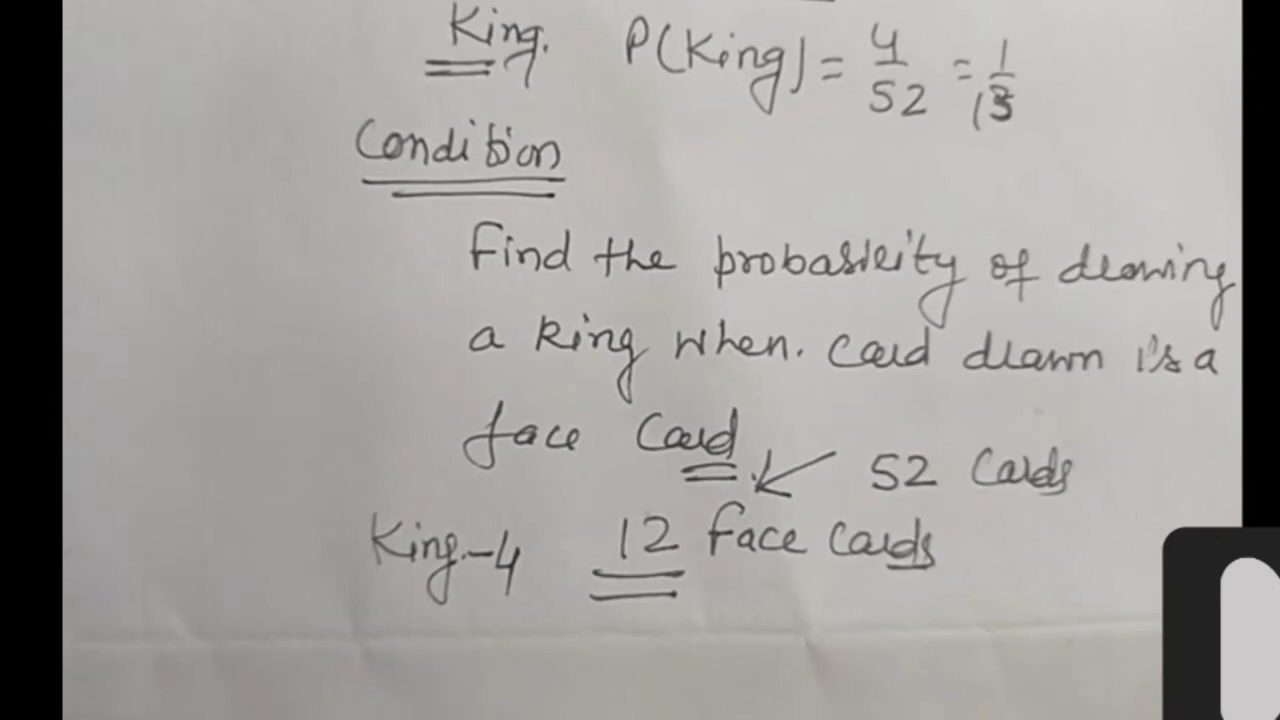 King. P(King) = 4/52 = 1/13
Condition
Find the probability of drawing
a king when. Card drawn is a
face Card
52 Cards
King.-4 12 face Cards